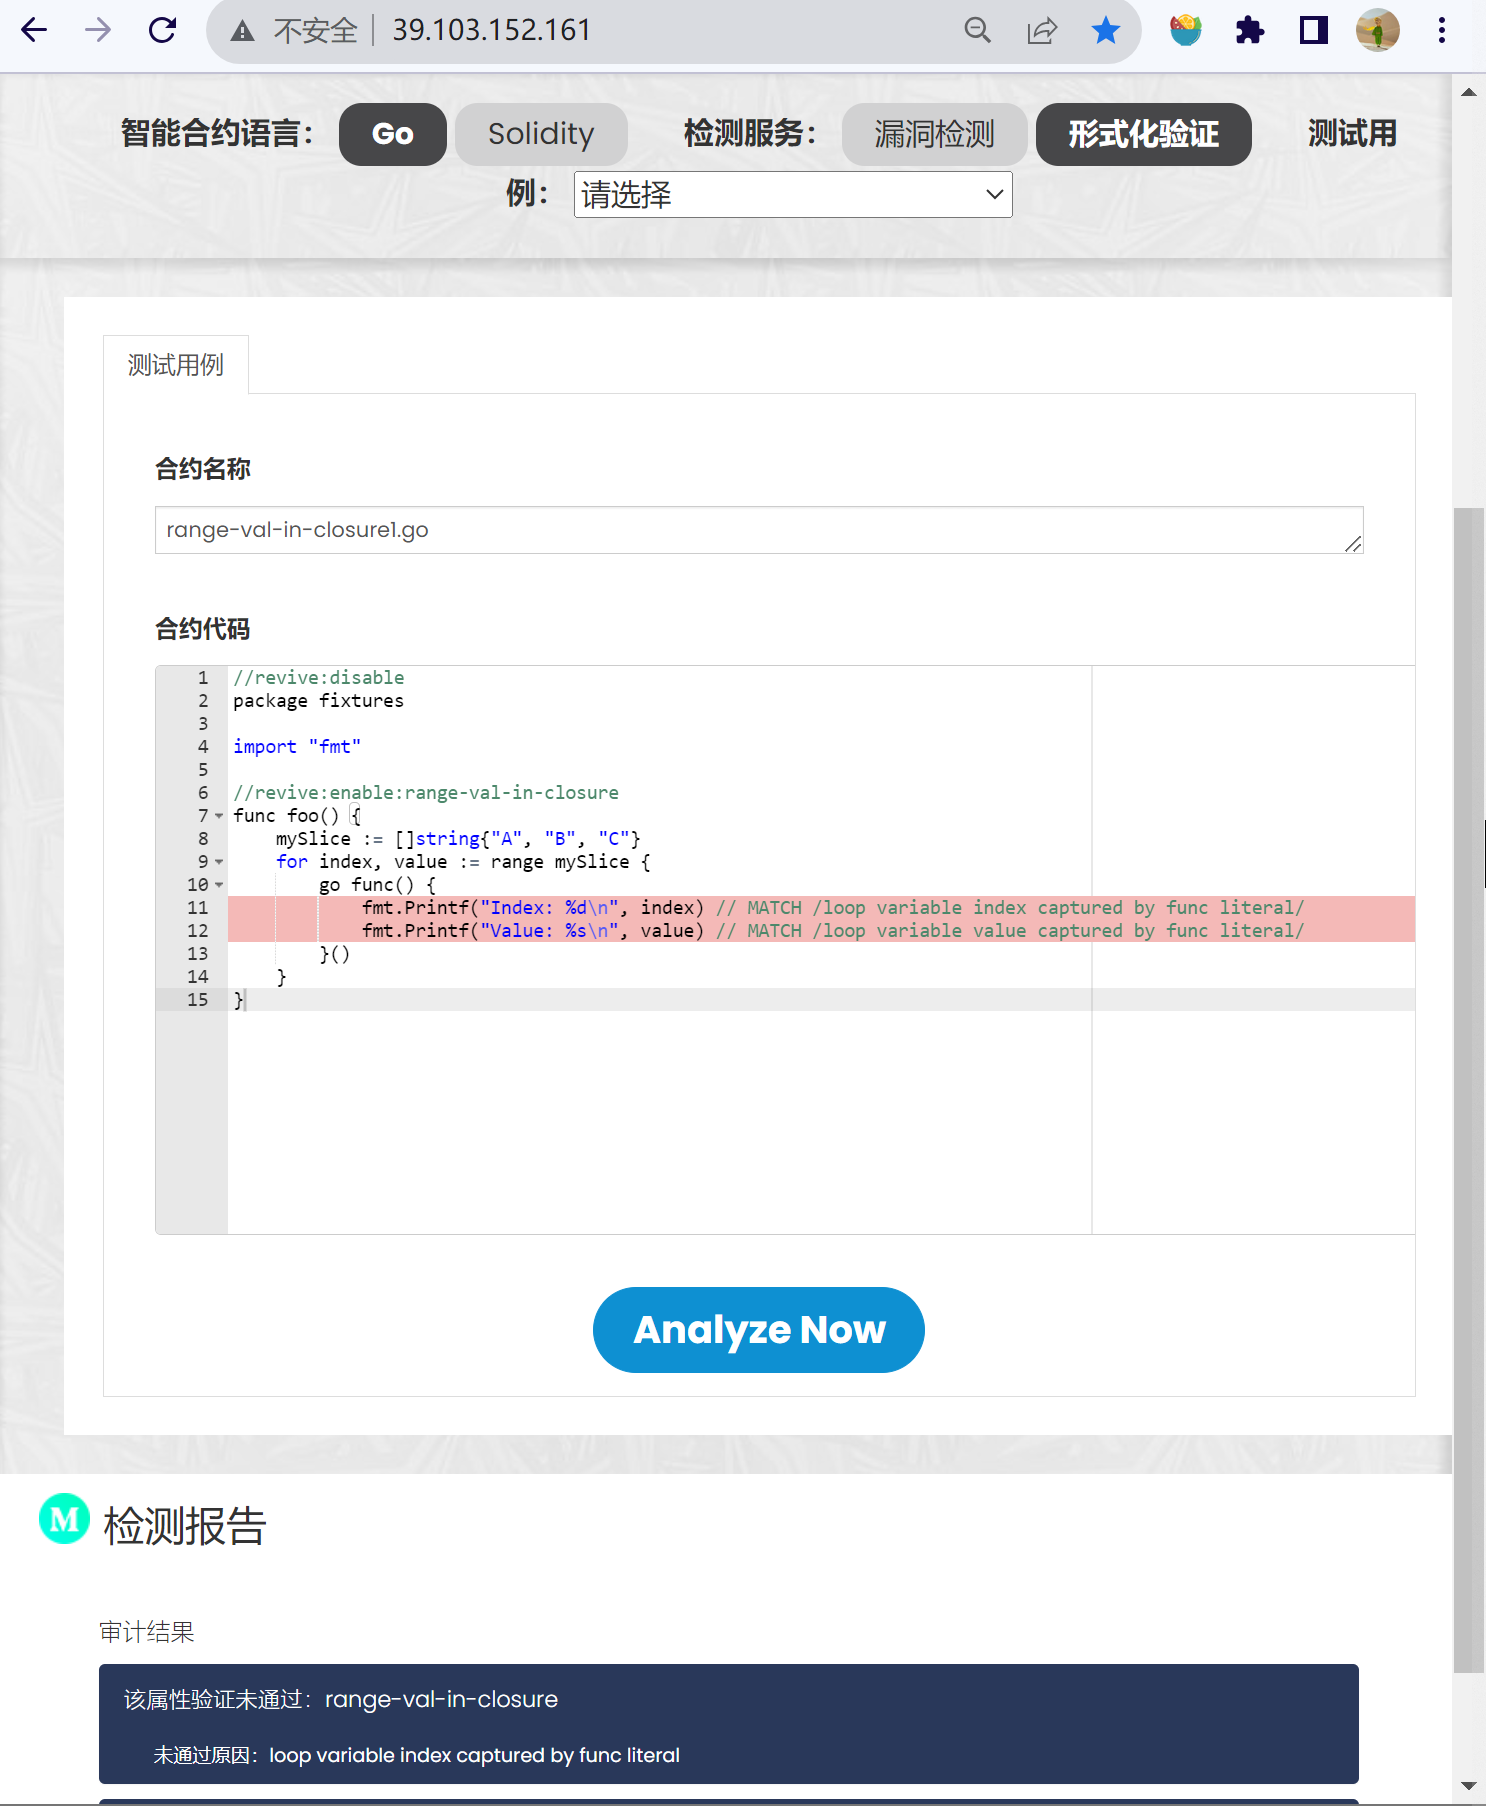 不安全 39.103.152.161
智能合约语言： Go Solidity 检测服务： 漏洞检测 形式化验证 测试用
例： 请选择
测试用例
合约名称
range-val-in-closure1.go
合约代码
1 //revive:disable
2 package fixtures
3
4 import "fmt"
5
6 //revive:enable:range-val-in-closure
7 func foo() {
8     mySlice := []string{"A", "B", "C"}
9     for index, value := range mySlice {
10         go func() {
11             fmt.Printf("Index: %d\n", index) // MATCH /loop variable index captured by func literal/
12             fmt.Printf("Value: %s\n", value) // MATCH /loop variable value captured by func literal/
13         }()
14     }
15 }
Analyze Now
M 检测报告
审计结果
该属性验证未通过：range-val-in-closure
未通过原因：loop variable index captured by func literal